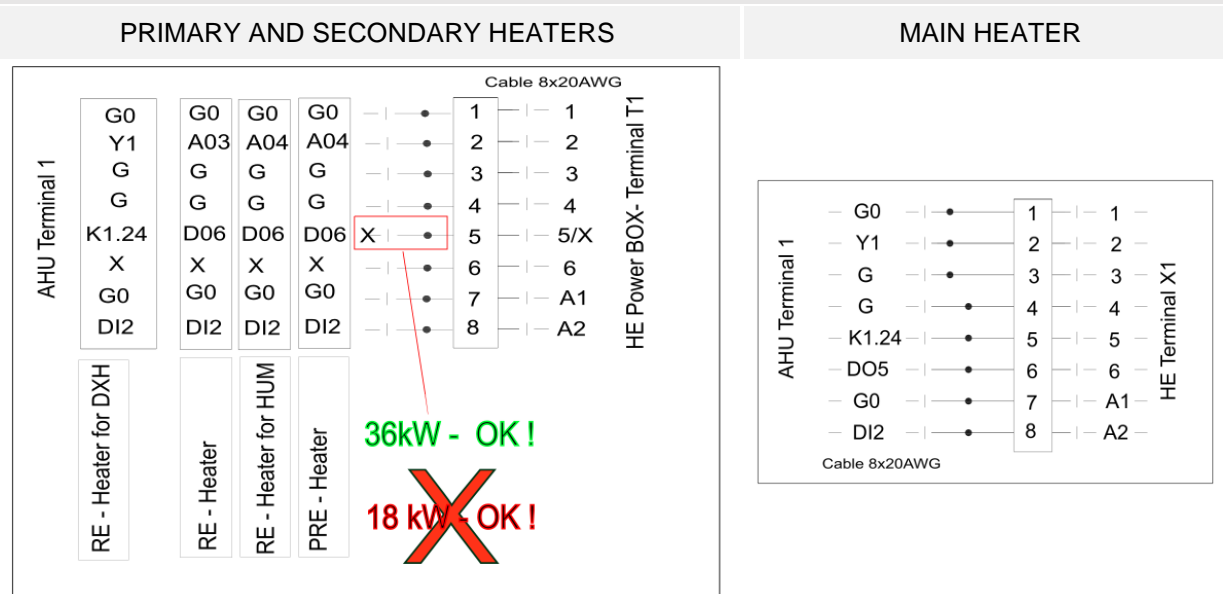 PRIMARY AND SECONDARY HEATERS
MAIN HEATER
Cable 8x20AWG
AHU Terminal 1
G0 G0 G0 G0 1 1
Y1 A03 A04 A04 2 2
G G G G 3 3
G G G G 4 4
K1.24 D06 D06 D06 X 5 5/X
X X X X 6 6
G0 G0 G0 G0 7 A1
DI2 DI2 DI2 DI2 8 A2
HE Power BOX- Terminal T1
RE - Heater for DXH
RE - Heater
RE - Heater for HUM
PRE - Heater
36kW - OK !
18 kW - OK !
AHU Terminal 1
G0 1 1
Y1 2 2
G 3 3
G 4 4
K1.24 5 5
DO5 6 6
G0 7 A1
DI2 8 A2
HE Terminal X1
Cable 8x20AWG